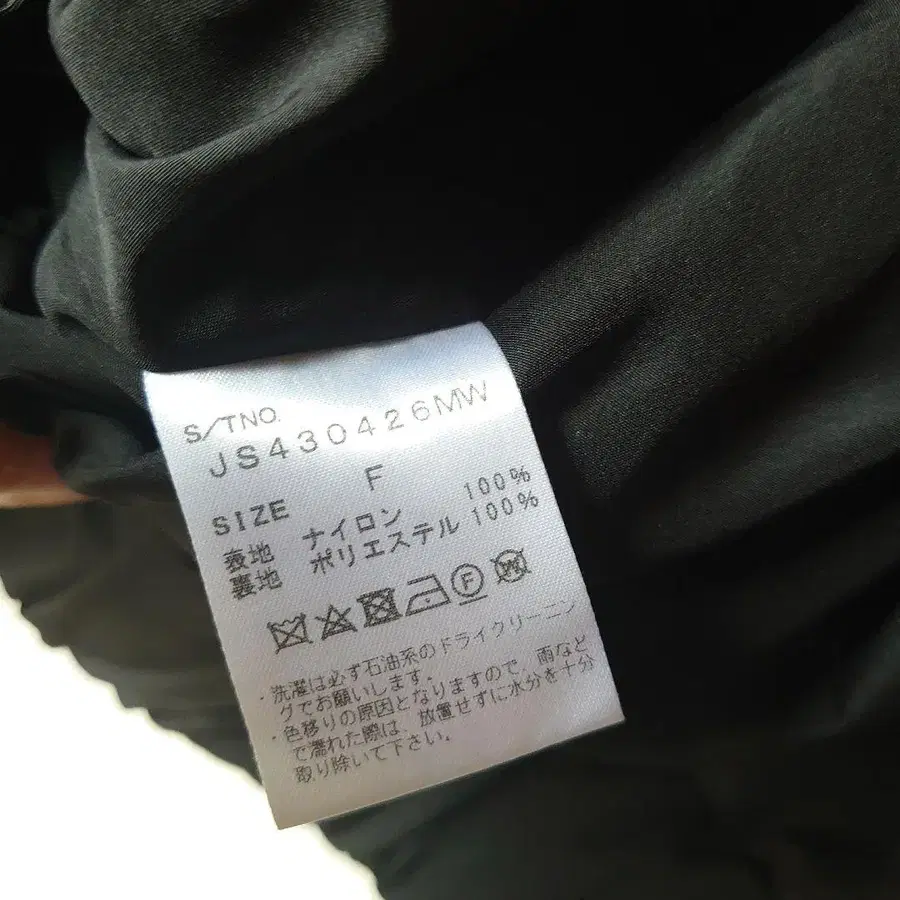 S/TNO.
JS430426MW
SIZE F
表地 ナイロン 100%
裏地 ポリエステル 100%
F W
・洗濯は必ず石油系のドライクリーニン
グでお願いします。
・色移りの原因となりますので、雨など
で濡れた際は、放置せずに水分を十分
取り除いて下さい。